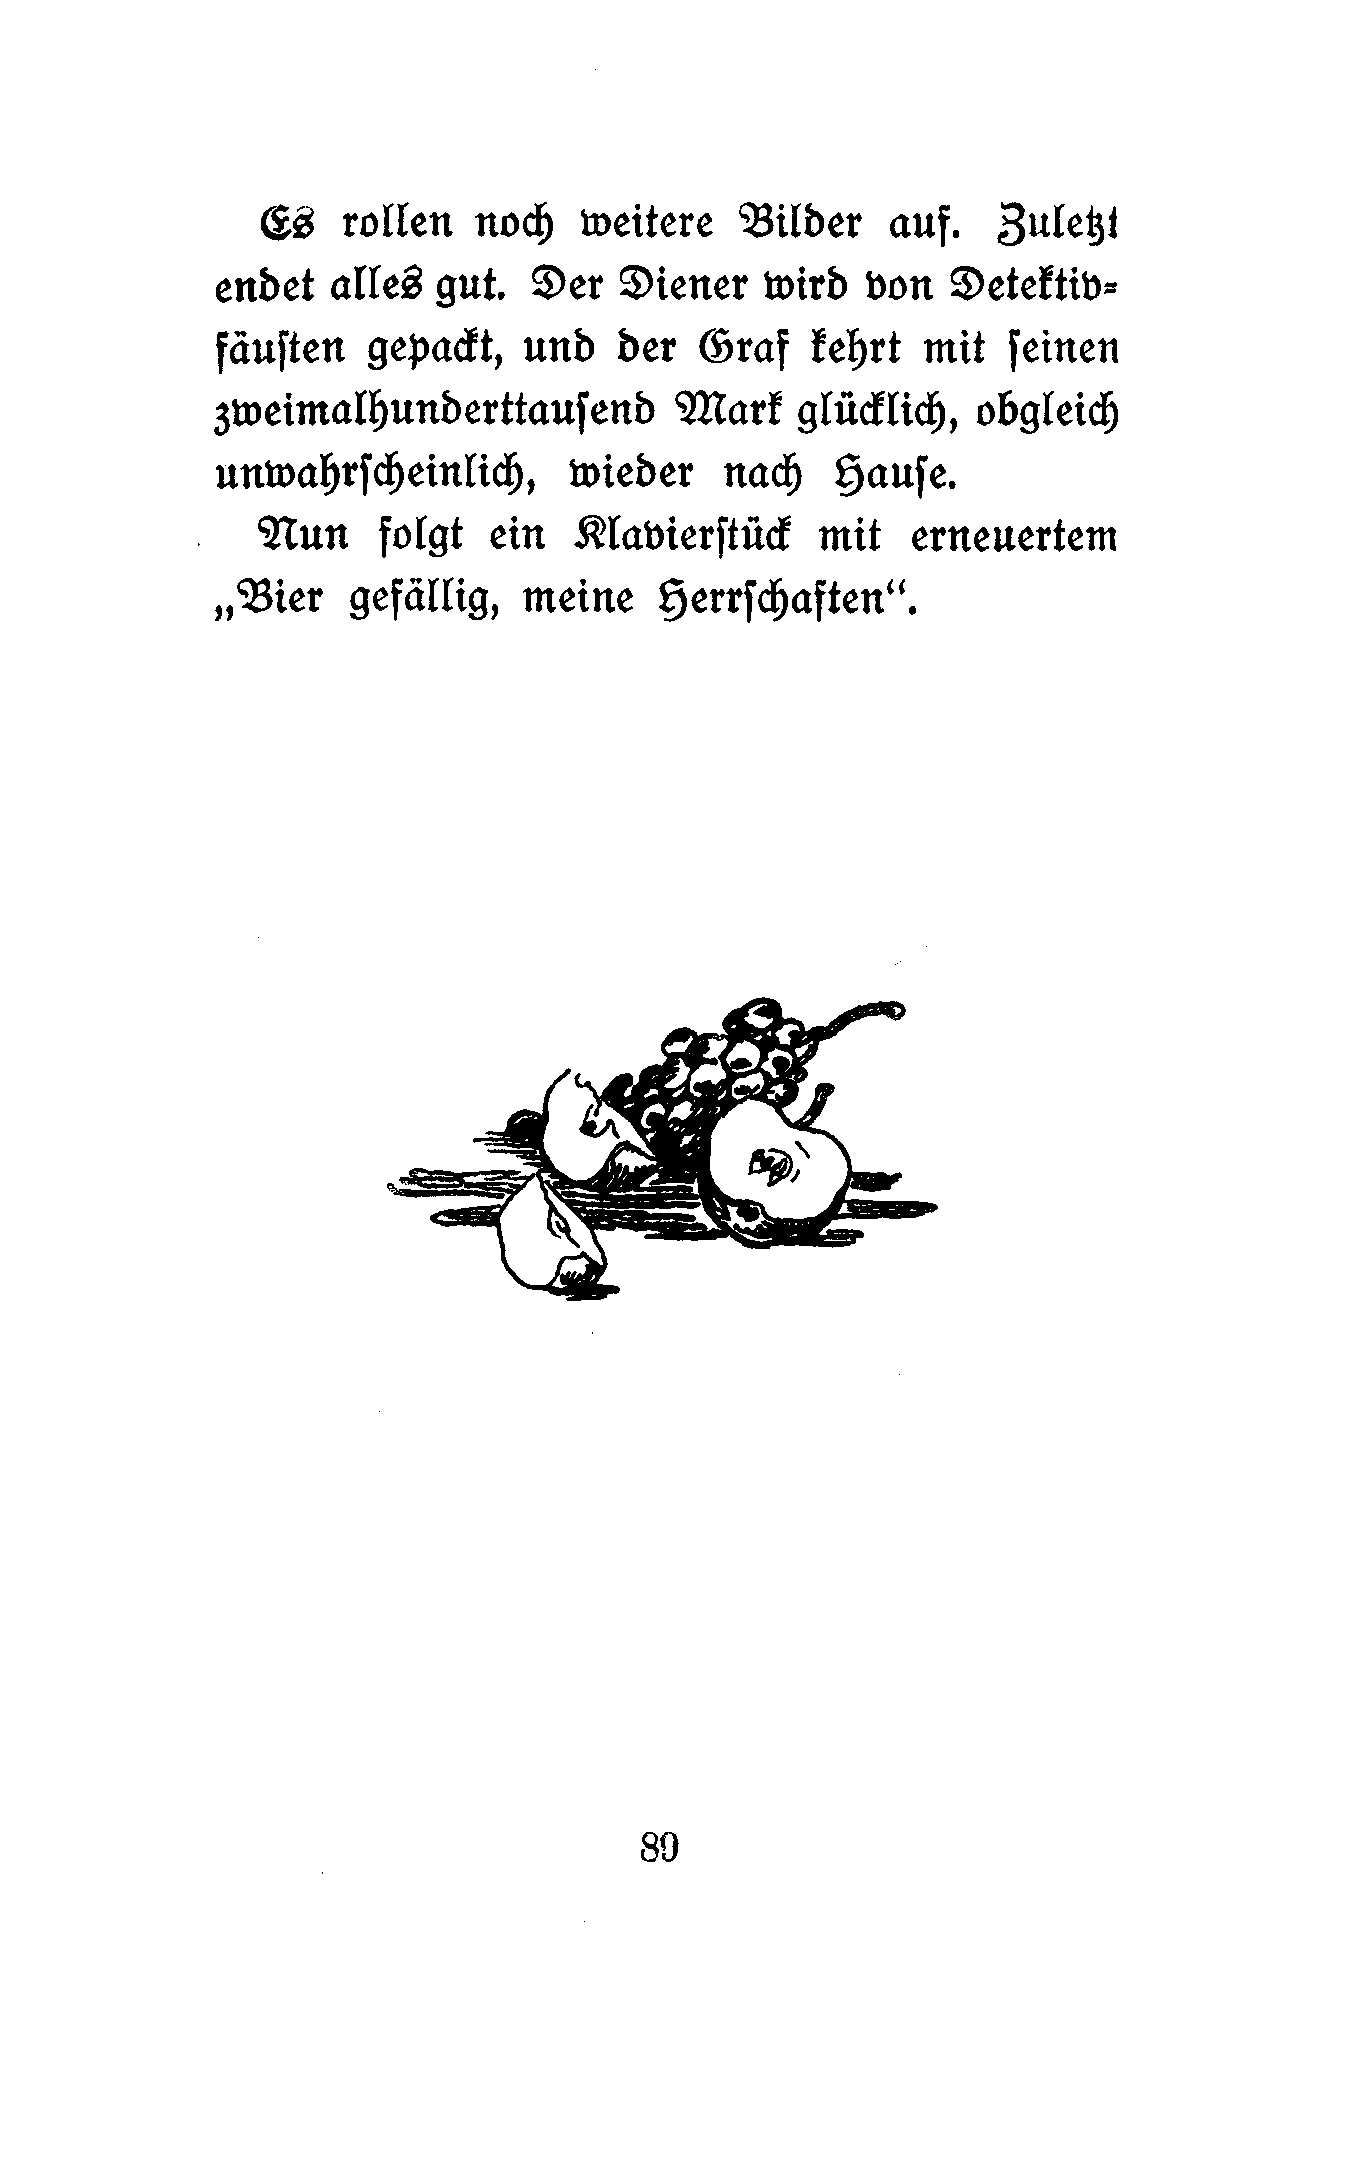 Es rollen noch weitere Bilder auf. Zuletzt
endet alles gut. Der Diener wird von Detektiv=
fäusten gepackt, und der Graf kehrt mit seinen
zweimalhunderttausend Mark glücklich, obgleich
unwahrscheinlich, wieder nach Hause.
Nun folgt ein Klavierstück mit erneuertem
„Bier gefällig, meine Herrschaften“.
89